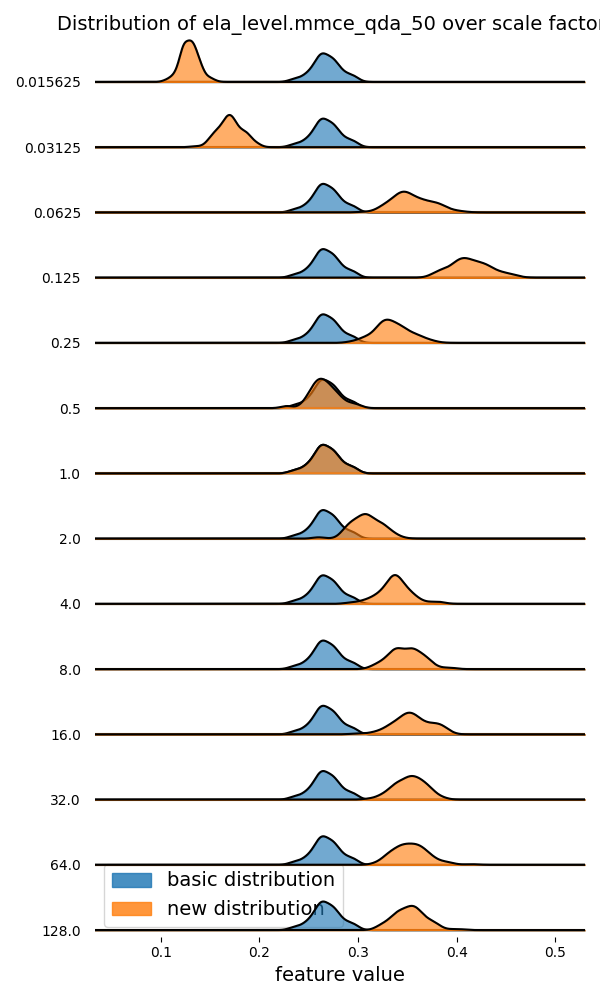 Distribution of ela_level.mmce_qda_50 over scale factor
0.015625
0.03125
0.0625
0.125
0.25
0.5
1.0
2.0
4.0
8.0
16.0
32.0
64.0
basic distribution
new distribution
128.0
0.1 0.2 0.3 0.4 0.5
feature value